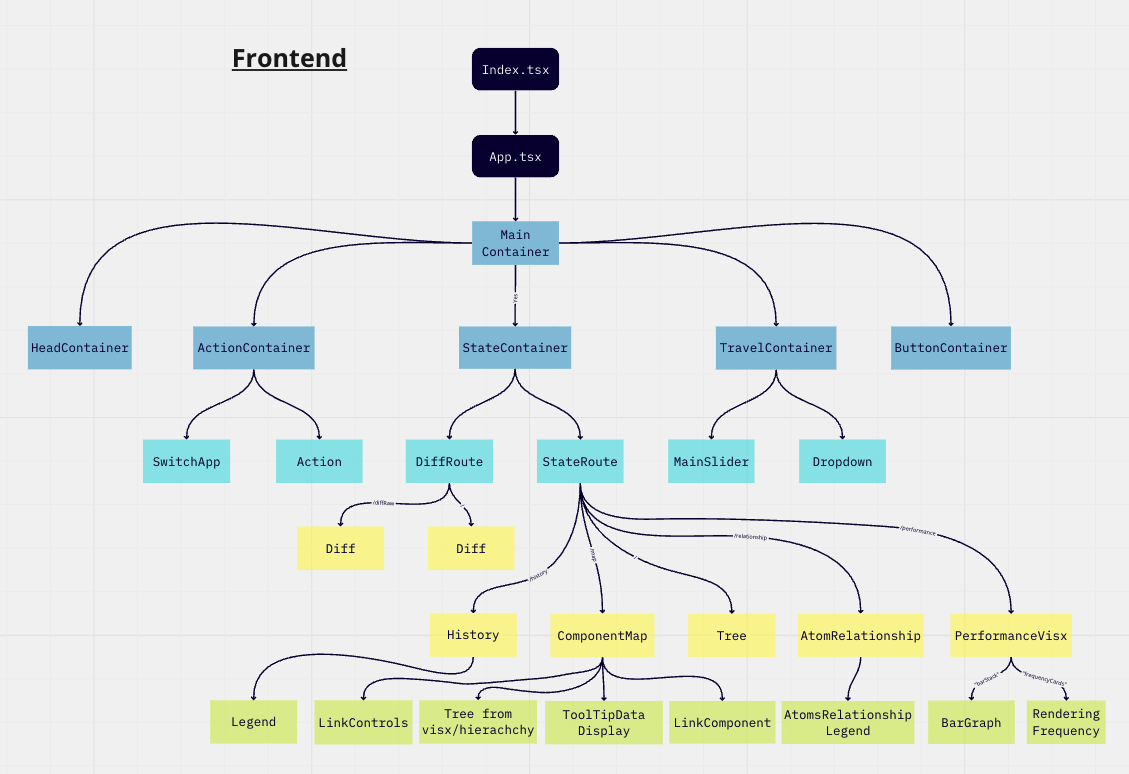 Frontend
Index.tsx
App.tsx
Main
Container
Yes
HeadContainer
ActionContainer
StateContainer
TravelContainer
ButtonContainer
SwitchApp
Action
DiffRoute
StateRoute
MainSlider
Dropdown
/diffRaw
/
Diff
Diff
/history
/map
/
/relationship
/performance
History
ComponentMap
Tree
AtomRelationship
PerformanceVisx
"barStack"
"frequencyCards"
Legend
LinkControls
Tree from
visx/hierachchy
ToolTipData
Display
LinkComponent
AtomsRelationship
Legend
BarGraph
Rendering
Frequency